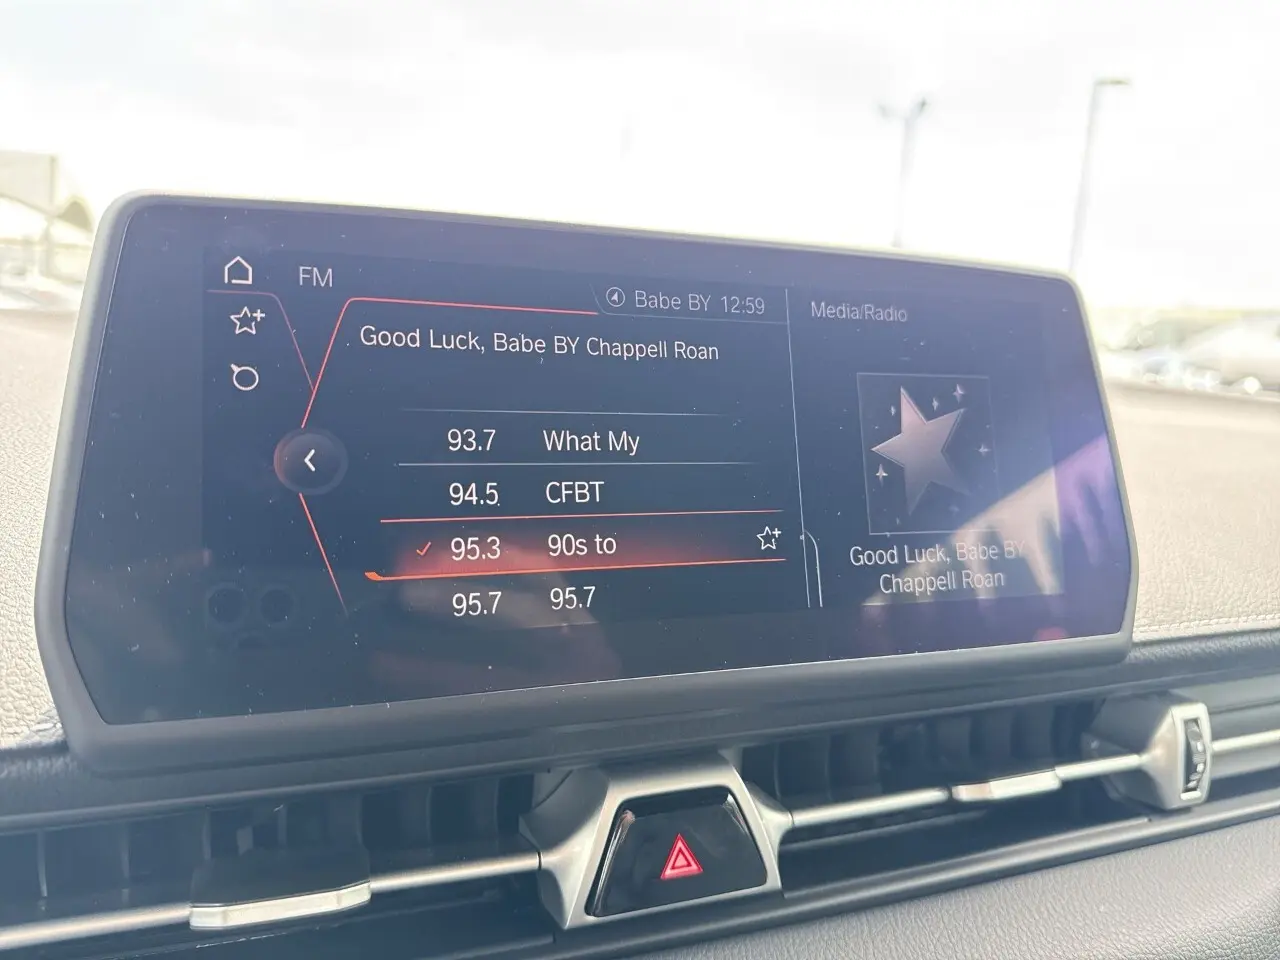 FM
Babe BY 12:59
Good Luck, Babe BY Chappell Roan
93.7 What My
94.5 CFBT
95.3 90s to
95.7 95.7
Media/Radio
Good Luck, Babe BY
Chappell Roan